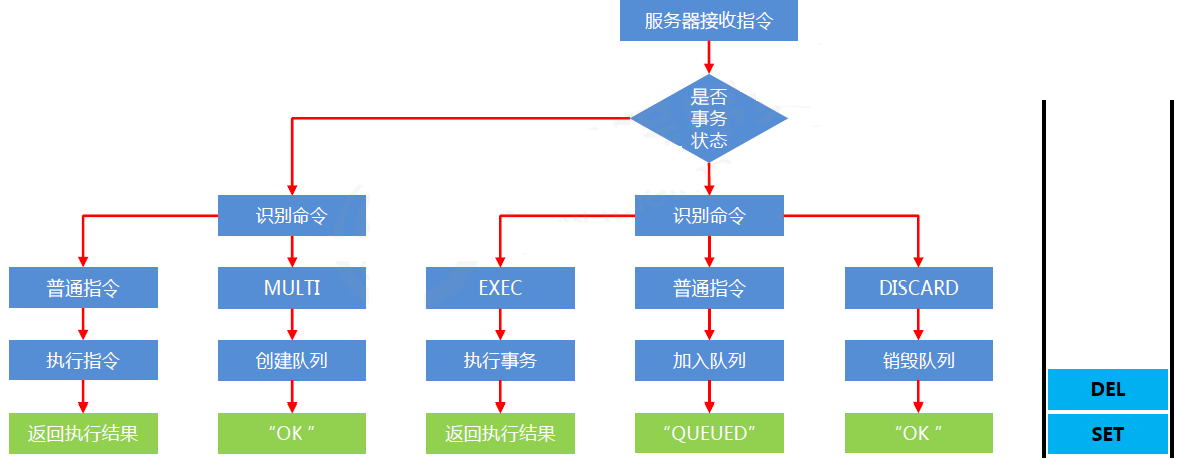 服务器接收指令
是否
事务
状态
识别命令
识别命令
普通指令
MULTI
EXEC
普通指令
DISCARD
执行指令
创建队列
执行事务
加入队列
销毁队列
DEL
返回执行结果
“OK “
返回执行结果
“QUEUED”
“OK “
SET